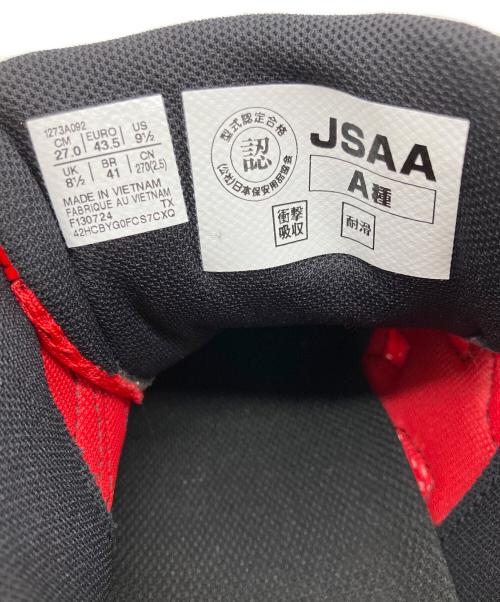 1273A092
CM EURO US
27.0 43.5 9½
UK BR CN
8½ 41 270(2.5)
MADE IN VIETNAM
FABRIQUE AU VIETNAM
F130724 TX
42HCBYG0FCS7CXQ
型式認定合格
認
(公社)日本保安用品協会
JSAA
A種
衝撃
吸収
耐滑